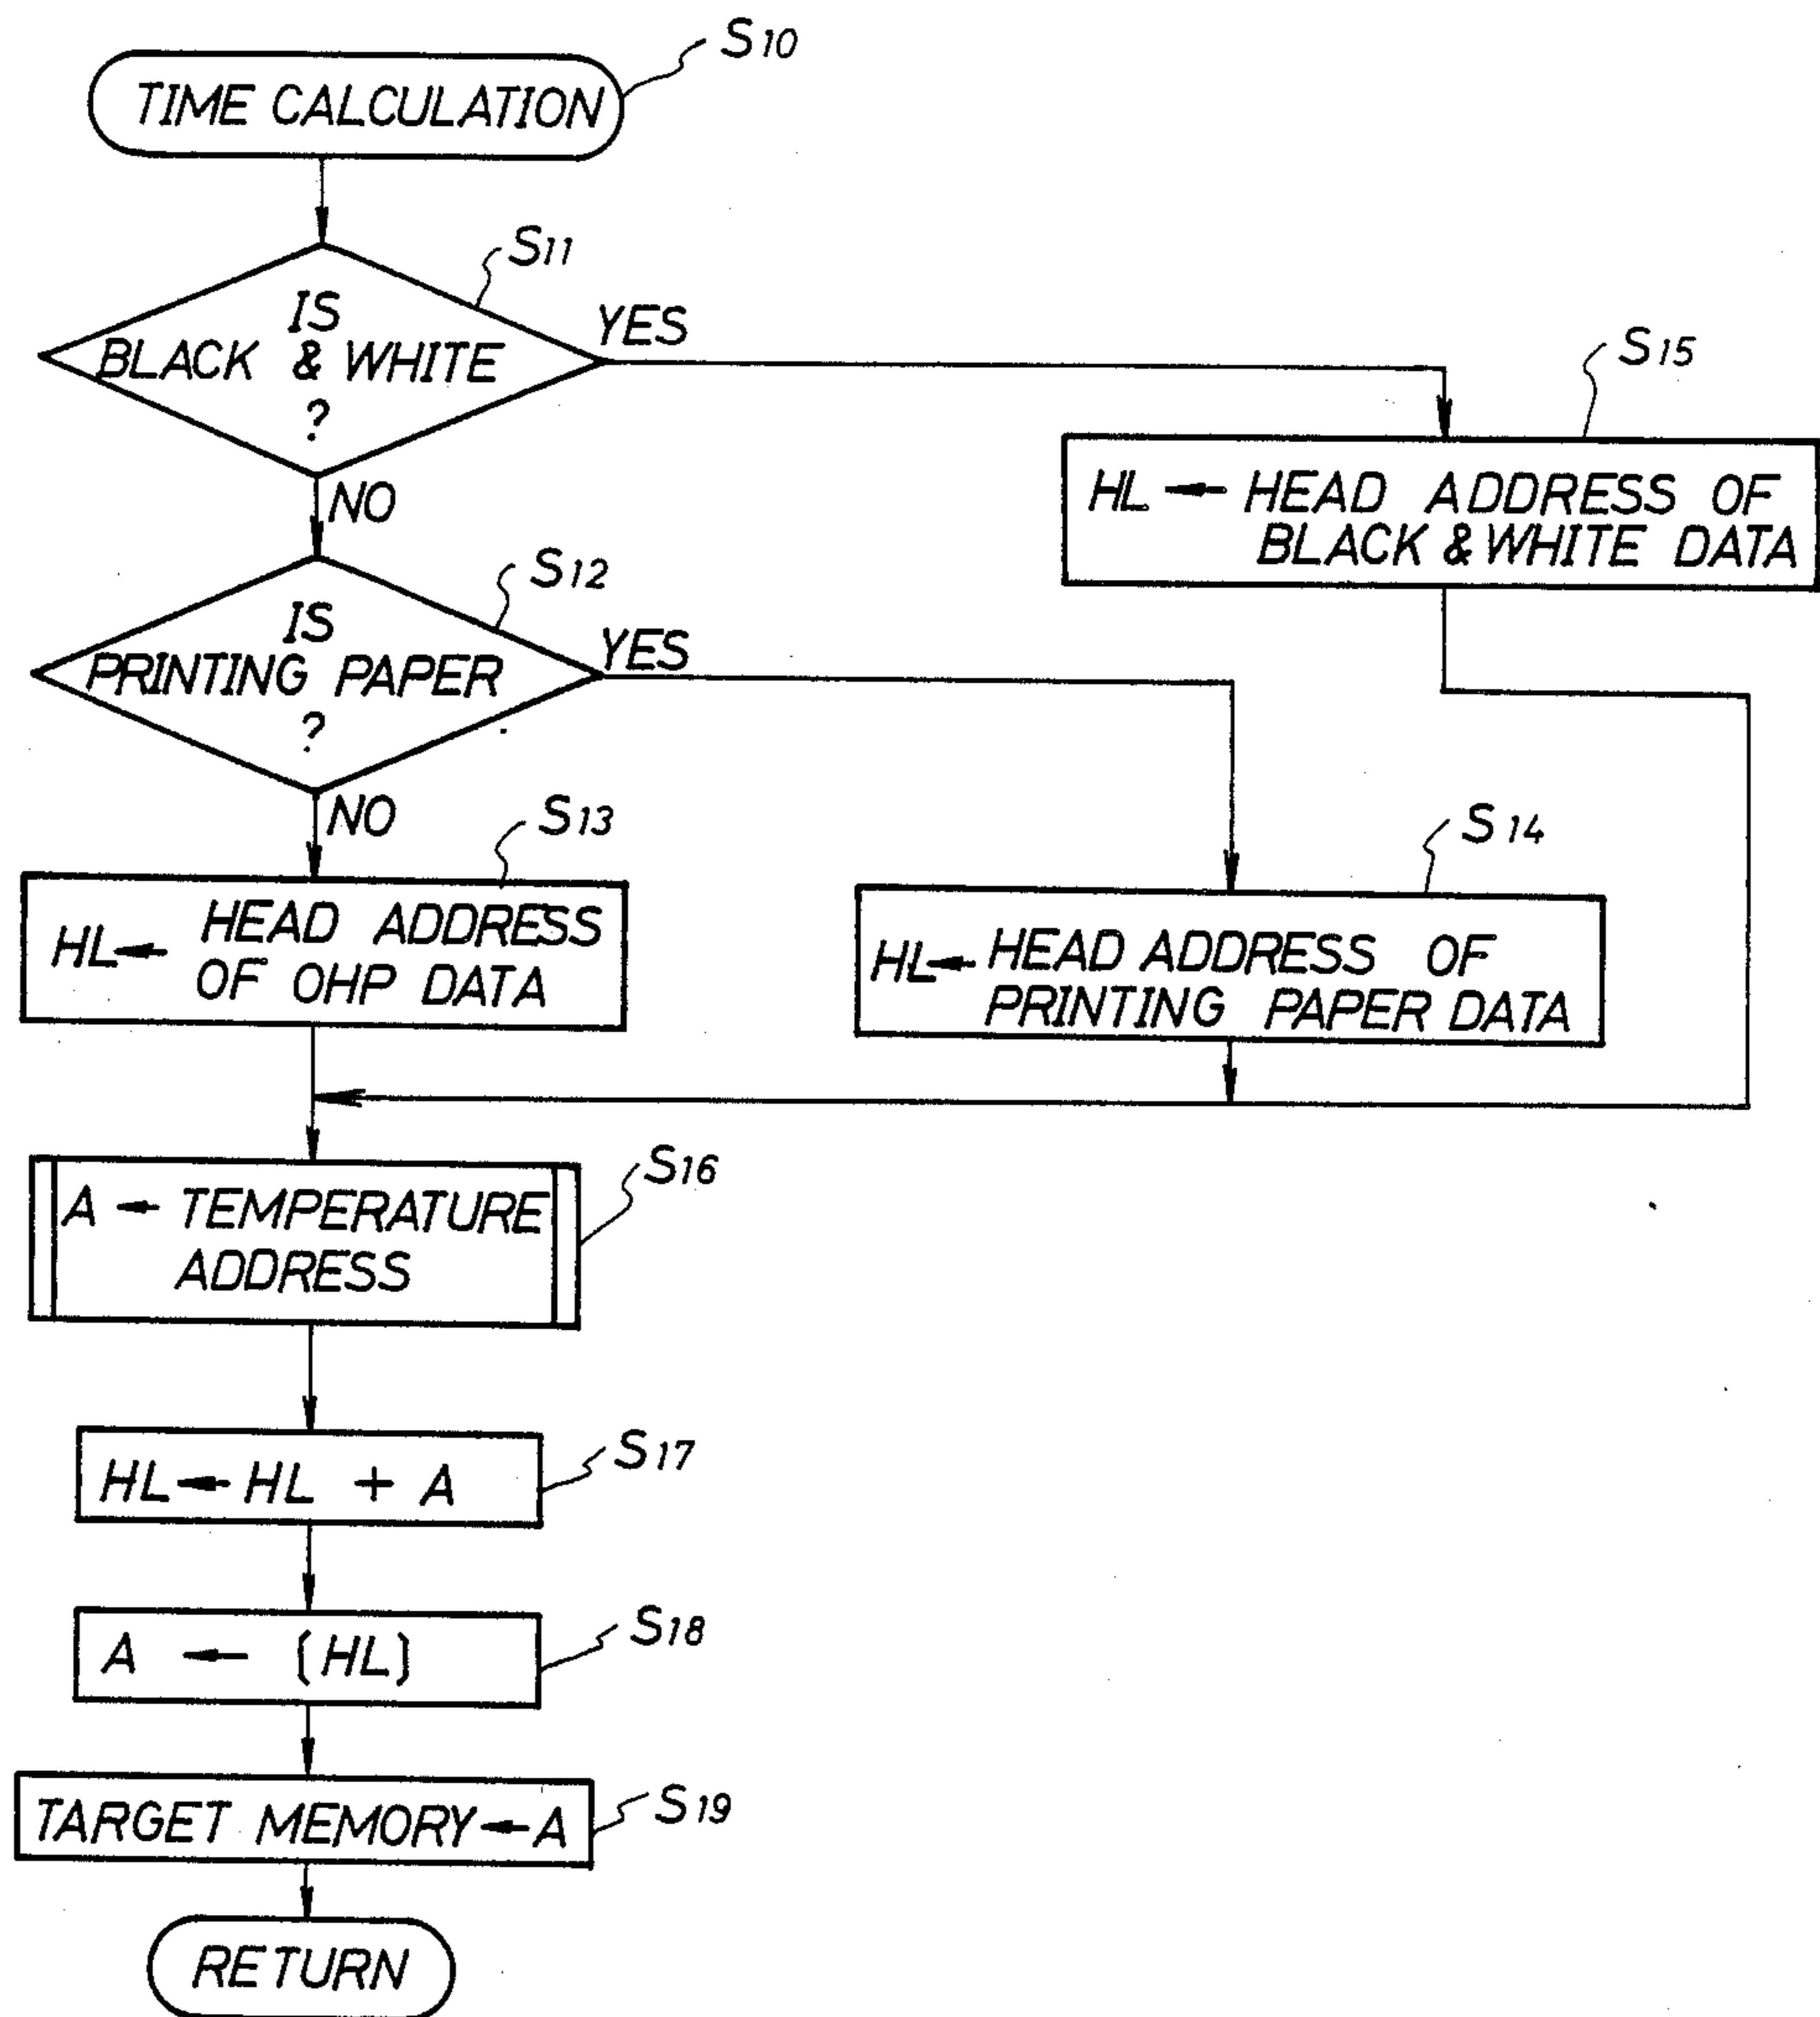 S10
TIME CALCULATION
S11
IS
BLACK & WHITE
?
YES
NO
S15
HL ← HEAD ADDRESS OF
BLACK & WHITE DATA
S12
IS
PRINTING PAPER
?
YES
NO
S13
HL ← HEAD ADDRESS
OF OHP DATA
S14
HL ← HEAD ADDRESS OF
PRINTING PAPER DATA
S16
A ← TEMPERATURE
ADDRESS
S17
HL ← HL + A
S18
A ← (HL)
S19
TARGET MEMORY ← A
RETURN